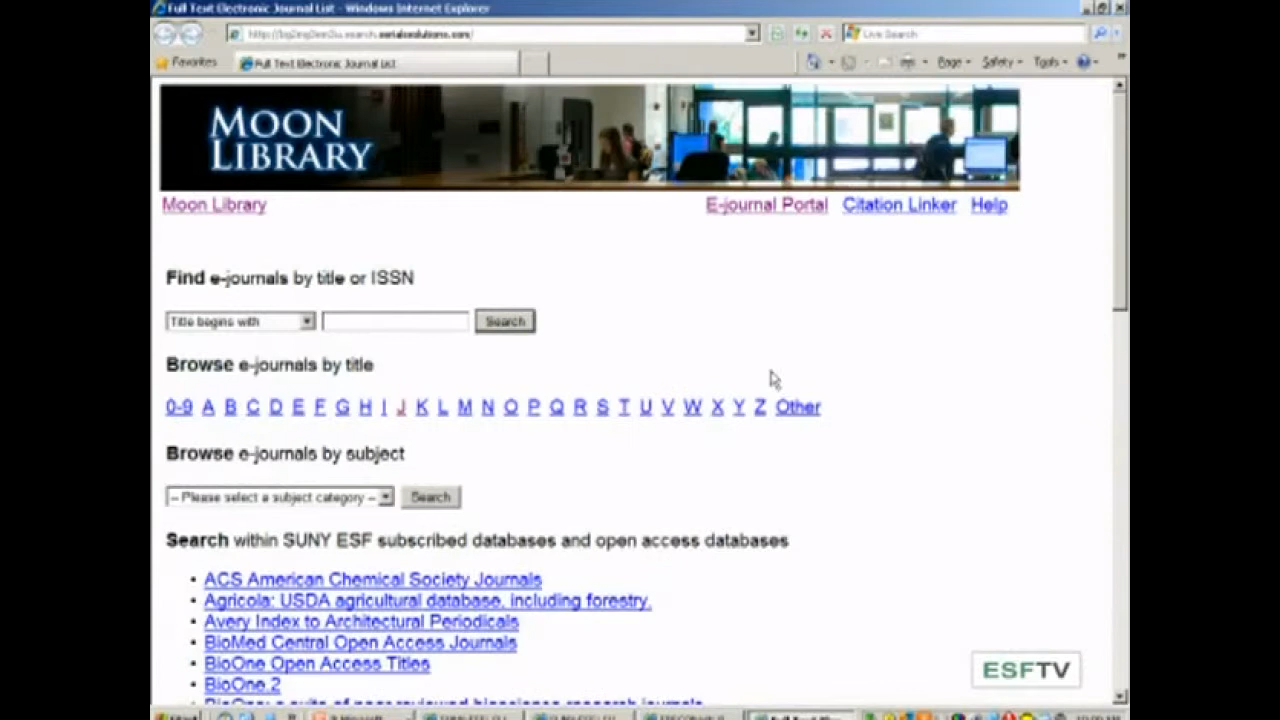 Full Text Electronic Journal List - Windows Internet Explorer
Live Search
Favorites Full Text Electronic Journal List Page Safety Tools
MOON
LIBRARY
Moon Library E-journal Portal Citation Linker Help
Find e-journals by title or ISSN
Title begins with Search
Browse e-journals by title
0-9 A B C D E F G H I J K L M N O P Q R S T U V W X Y Z Other
Browse e-journals by subject
-- Please select a subject category -- Search
Search within SUNY ESF subscribed databases and open access databases
• ACS American Chemical Society Journals
• Agricola: USDA agricultural database, including forestry.
• Avery Index to Architectural Periodicals
• BioMed Central Open Access Journals
• BioOne Open Access Titles
• BioOne.2
ESFTV